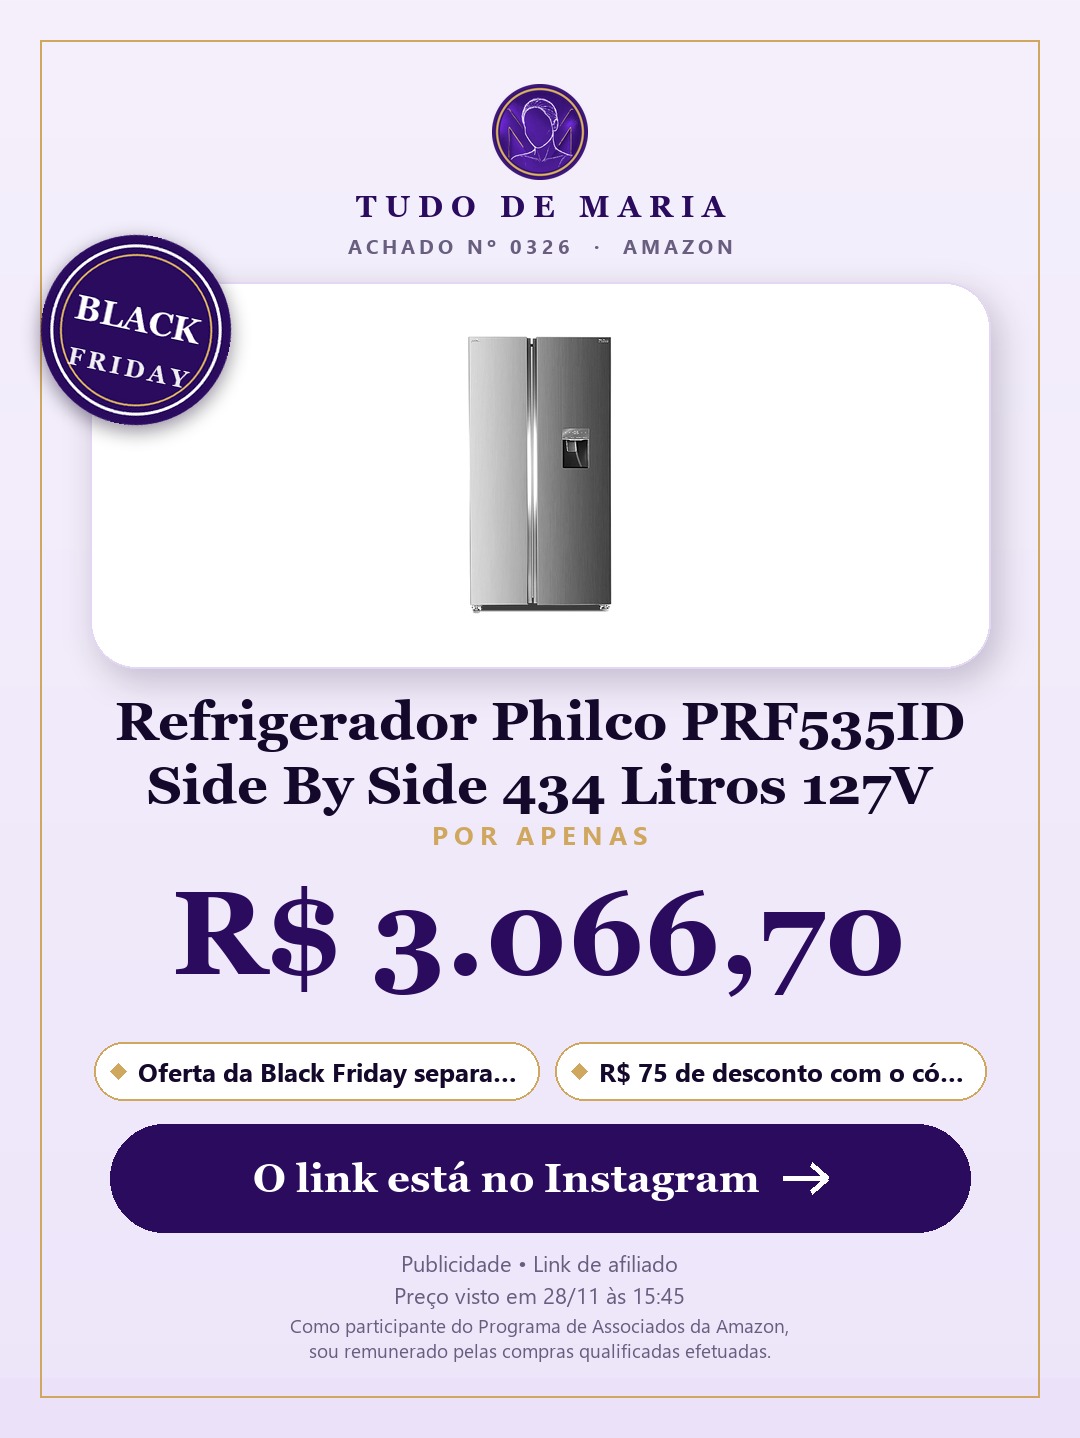 TUDO DE MARIA
ACHADO Nº 0326 · AMAZON
BLACK
FRIDAY
Refrigerador Philco PRF535ID
Side By Side 434 Litros 127V
POR APENAS
R$ 3.066,70
Oferta da Black Friday separa...
R$ 75 de desconto com o có...
O link está no Instagram →
Publicidade • Link de afiliado
Preço visto em 28/11 às 15:45
Como participante do Programa de Associados da Amazon,
sou remunerado pelas compras qualificadas efetuadas.